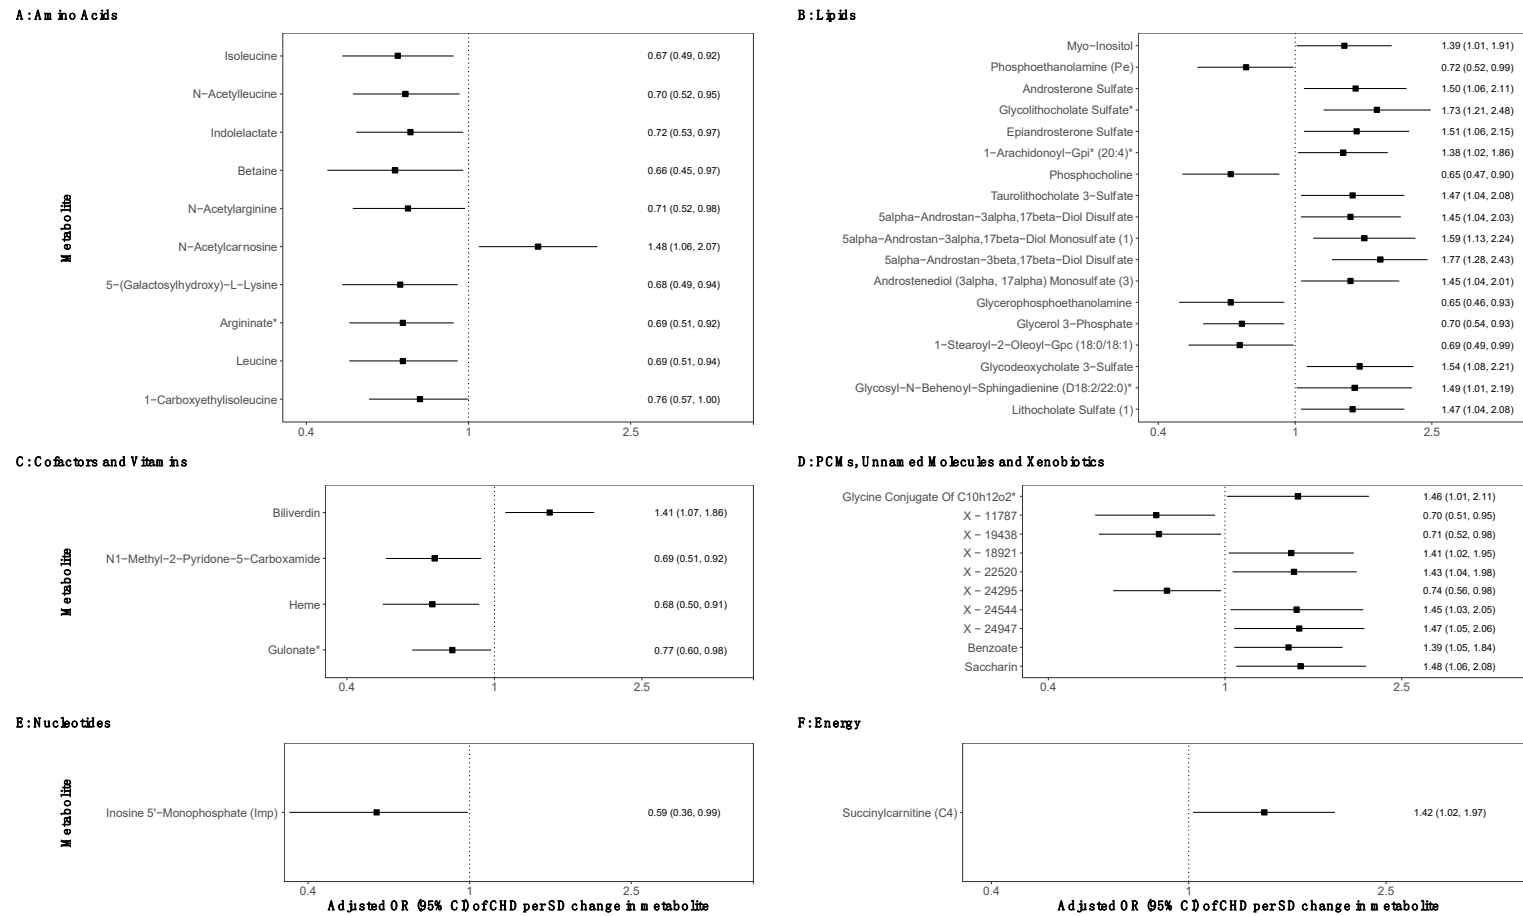 A: Amino Acids
Metabolite
Isoleucine 0.67 (0.49, 0.92)
N−Acetylleucine 0.70 (0.52, 0.95)
Indolelactate 0.72 (0.53, 0.97)
Betaine 0.66 (0.45, 0.97)
N−Acetylarginine 0.71 (0.52, 0.98)
N−Acetylcarnosine 1.48 (1.06, 2.07)
5−(Galactosylhydroxy)−L−Lysine 0.68 (0.49, 0.94)
Argininate* 0.69 (0.51, 0.92)
Leucine 0.69 (0.51, 0.94)
1−Carboxyethylisoleucine 0.76 (0.57, 1.00)
0.4 1 2.5
B: Lipids
Myo−Inositol 1.39 (1.01, 1.91)
Phosphoethanolamine (Pe) 0.72 (0.52, 0.99)
Androsterone Sulfate 1.50 (1.06, 2.11)
Glycolithocholate Sulfate* 1.73 (1.21, 2.48)
Epiandrosterone Sulfate 1.51 (1.06, 2.15)
1−Arachidonoyl−Gpi* (20:4)* 1.38 (1.02, 1.86)
Phosphocholine 0.65 (0.47, 0.90)
Taurolithocholate 3−Sulfate 1.47 (1.04, 2.08)
5alpha−Androstan−3alpha,17beta−Diol Disulfate 1.45 (1.04, 2.03)
5alpha−Androstan−3alpha,17beta−Diol Monosulfate (1) 1.59 (1.13, 2.24)
5alpha−Androstan−3beta,17beta−Diol Disulfate 1.77 (1.28, 2.43)
Androstenediol (3alpha, 17alpha) Monosulfate (3) 1.45 (1.04, 2.01)
Glycerophosphoethanolamine 0.65 (0.46, 0.93)
Glycerol 3−Phosphate 0.70 (0.54, 0.93)
1−Stearoyl−2−Oleoyl−Gpc (18:0/18:1) 0.69 (0.49, 0.99)
Glycodeoxycholate 3−Sulfate 1.54 (1.08, 2.21)
Glycosyl−N−Behenoyl−Sphingadienine (D18:2/22:0)* 1.49 (1.01, 2.19)
Lithocholate Sulfate (1) 1.47 (1.04, 2.08)
0.4 1 2.5
C: Cofactors and Vitamins
Metabolite
Biliverdin 1.41 (1.07, 1.86)
N1−Methyl−2−Pyridone−5−Carboxamide 0.69 (0.51, 0.92)
Heme 0.68 (0.50, 0.91)
Gulonate* 0.77 (0.60, 0.98)
0.4 1 2.5
D: PCMs, Unnamed Molecules and Xenobiotics
Glycine Conjugate Of C10h12o2* 1.46 (1.01, 2.11)
X − 11787 0.70 (0.51, 0.95)
X − 19438 0.71 (0.52, 0.98)
X − 18921 1.41 (1.02, 1.95)
X − 22520 1.43 (1.04, 1.98)
X − 24295 0.74 (0.56, 0.98)
X − 24544 1.45 (1.03, 2.05)
X − 24947 1.47 (1.05, 2.06)
Benzoate 1.39 (1.05, 1.84)
Saccharin 1.48 (1.06, 2.08)
0.4 1 2.5
E: Nucleotides
Metabolite
Inosine 5'−Monophosphate (Imp) 0.59 (0.36, 0.99)
0.4 1 2.5
Adjusted OR (95% CI) of CHD per SD change in metabolite
F: Energy
Succinylcarnitine (C4) 1.42 (1.02, 1.97)
0.4 1 2.5
Adjusted OR (95% CI) of CHD per SD change in metabolite